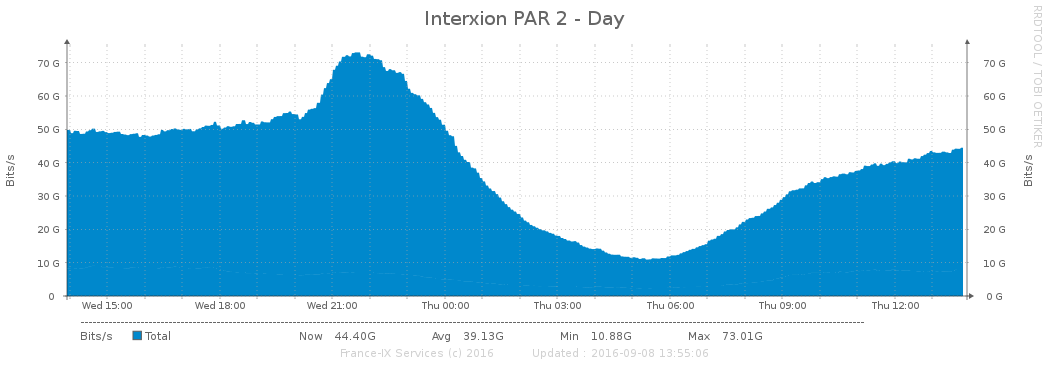 Interxion PAR 2 - Day
RRDTOOL / TOBI OETIKER
Bits/s
70 G
60 G
50 G
40 G
30 G
20 G
10 G
0
70 G
60 G
50 G
40 G
30 G
20 G
10 G
0 G
Bits/s
Wed 15:00 Wed 18:00 Wed 21:00 Thu 00:00 Thu 03:00 Thu 06:00 Thu 09:00 Thu 12:00
Bits/s Total Now 44.40G Avg 39.13G Min 10.88G Max 73.01G
France-IX Services (c) 2016 Updated : 2016-09-08 13:55:06